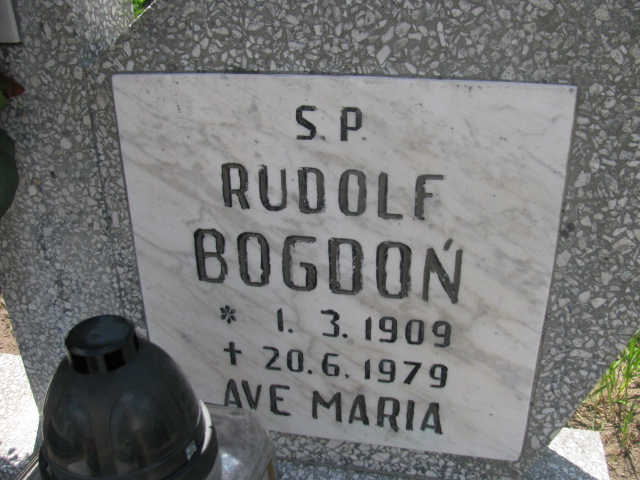 S.P.
RUDOLF
BOGDOŃ
* 1. 3. 1909
✝ 20. 6. 1979
AVE MARIA